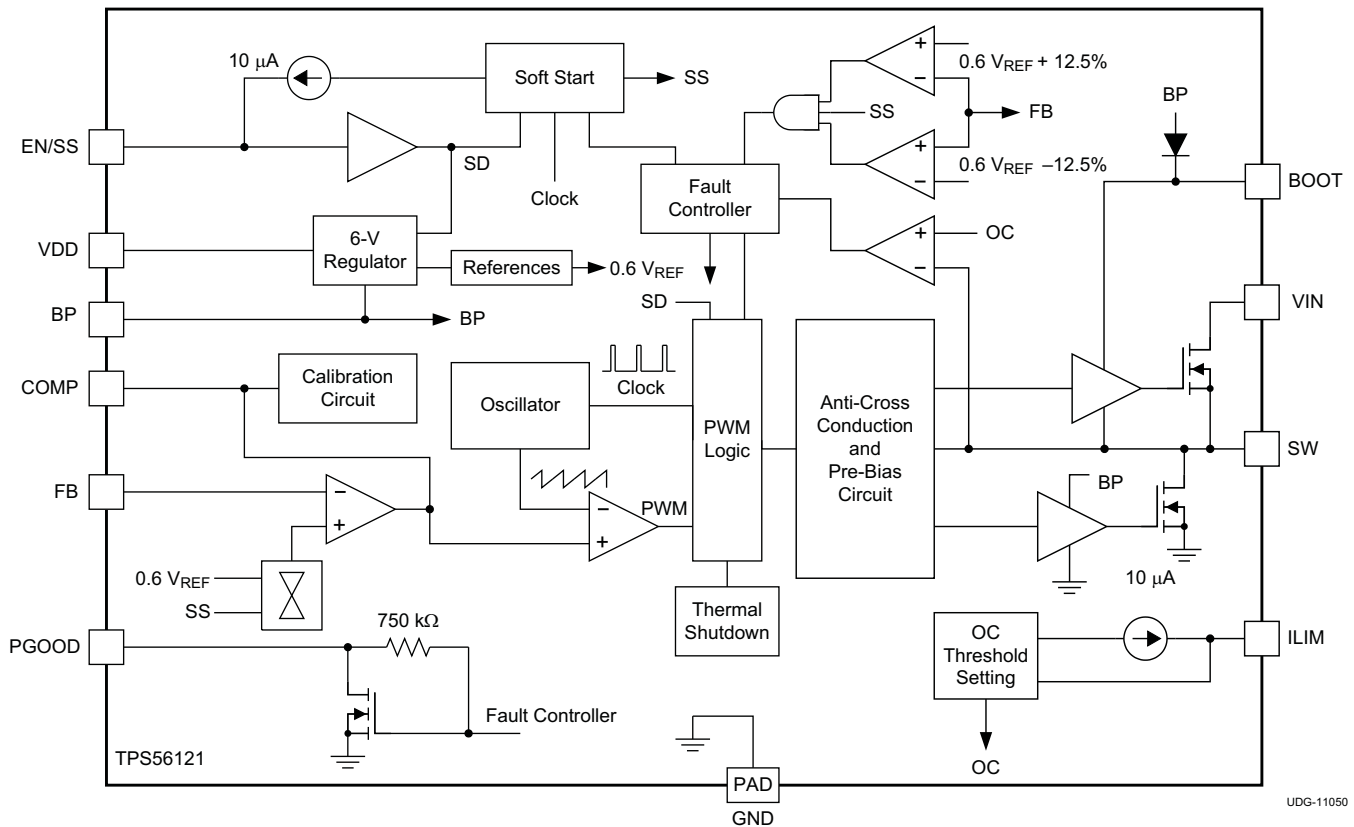 10 µA
Soft Start
SS
0.6 VREF + 12.5%
SS
FB
0.6 VREF –12.5%
BP
EN/SS
SD
Clock
Fault
Controller
BOOT
VDD
6-V
Regulator
References
0.6 VREF
OC
BP
BP
SD
VIN
COMP
Calibration
Circuit
Oscillator
Clock
PWM
Logic
Anti-Cross
Conduction
and
Pre-Bias
Circuit
SW
FB
PWM
BP
0.6 VREF
SS
10 µA
Thermal
Shutdown
PGOOD
750 kΩ
OC
Threshold
Setting
ILIM
Fault Controller
TPS56121
OC
PAD
GND
UDG-11050